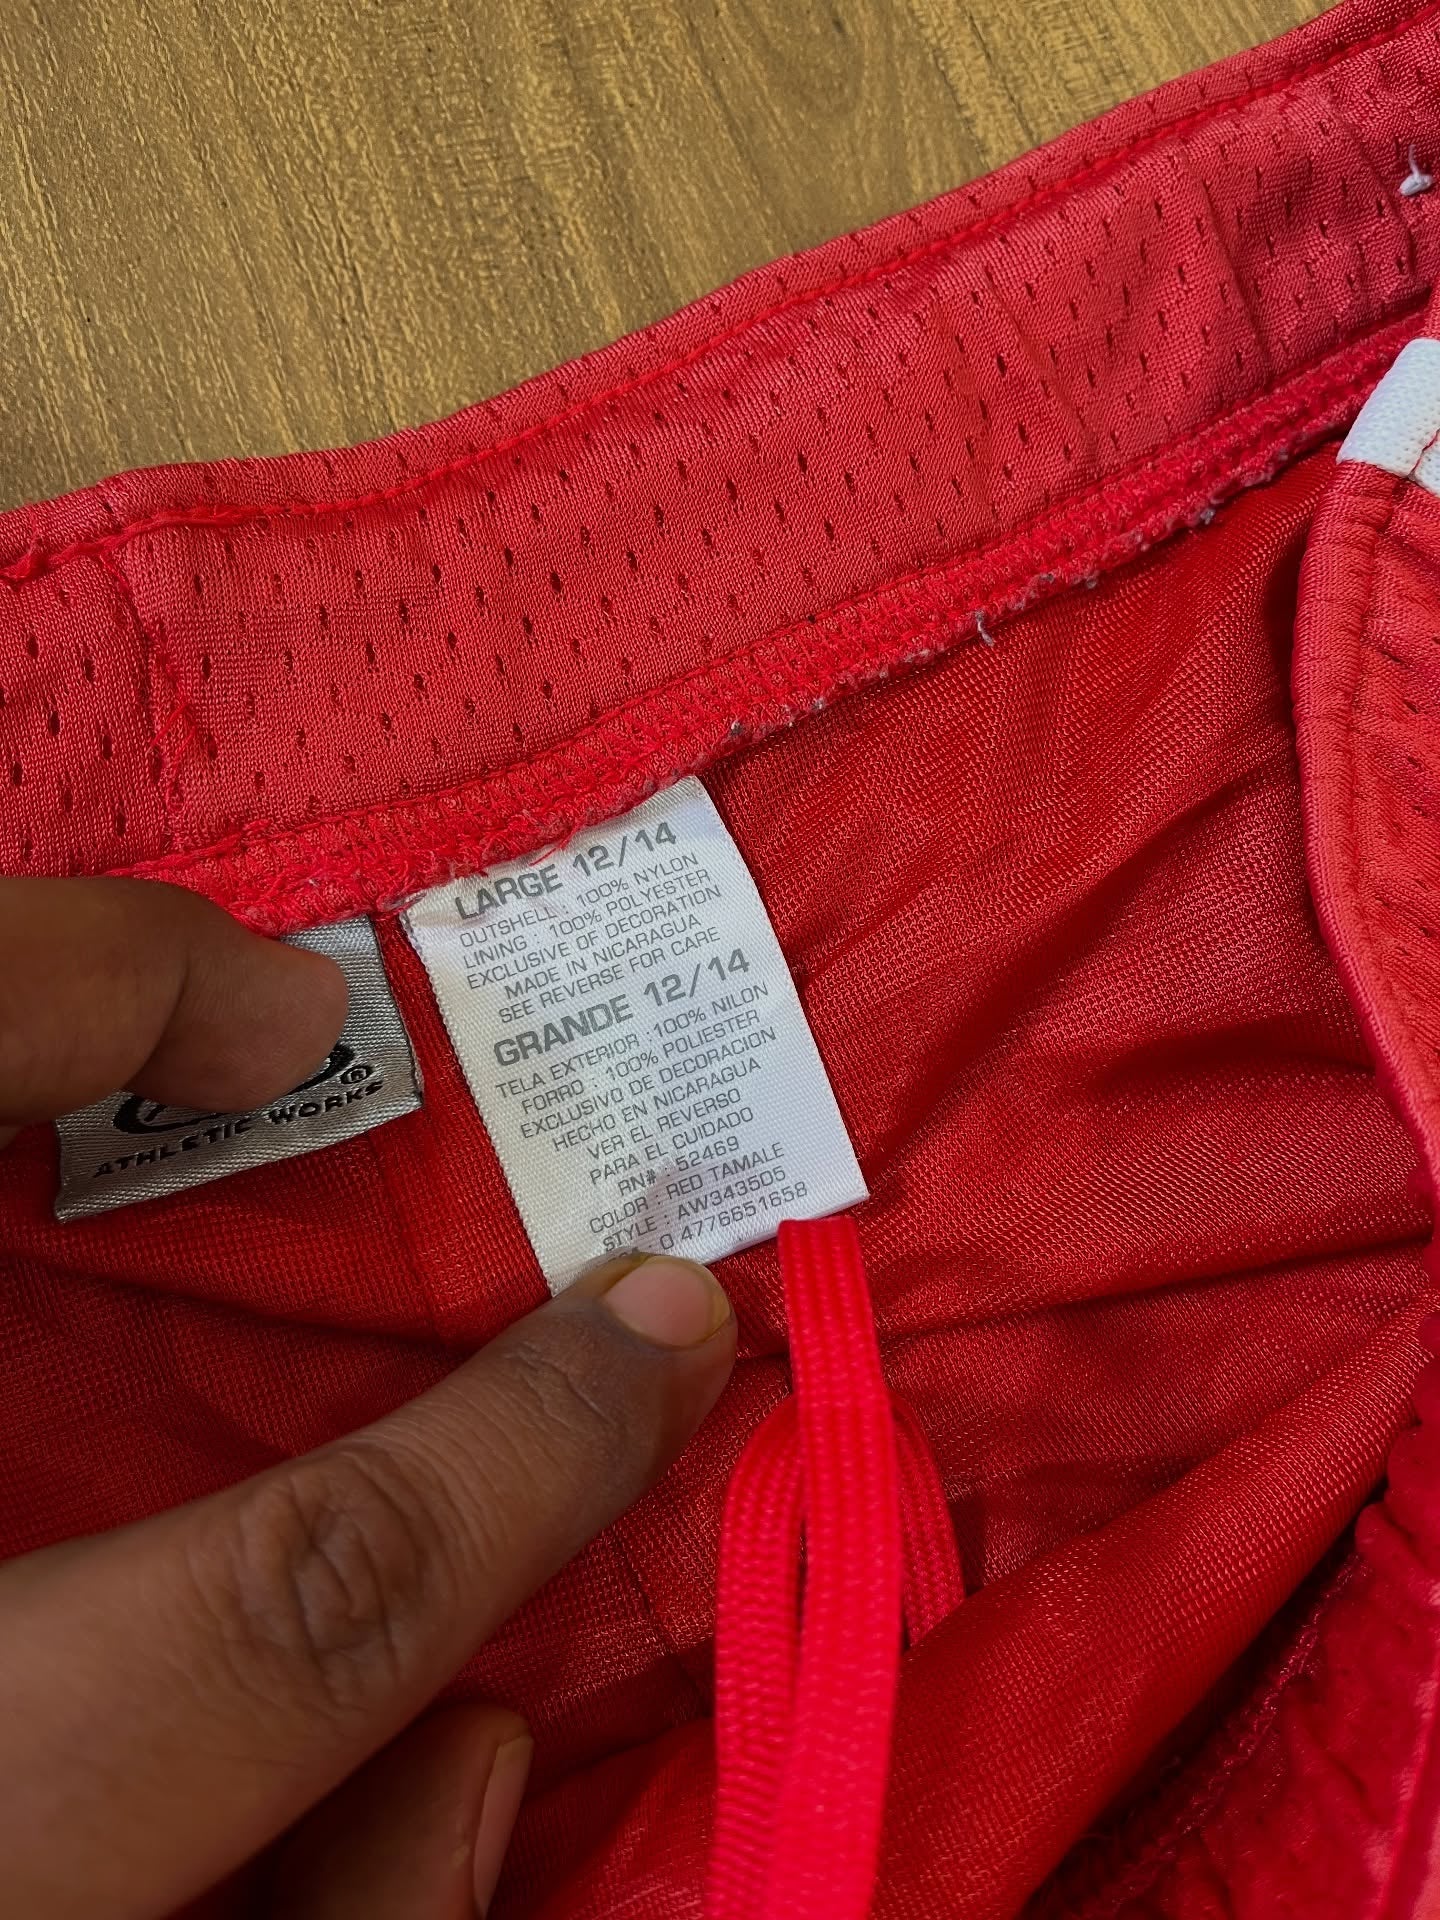 LARGE 12/14
OUTSHELL : 100% NYLON
LINING : 100% POLYESTER
EXCLUSIVE OF DECORATION
MADE IN NICARAGUA
SEE REVERSE FOR CARE
GRANDE 12/14
TELA EXTERIOR :100% NILON
FORRO : 100% POLIESTER
EXCLUSIVO DE DECORACION
HECHO EN NICARAGUA
VER EL REVERSO
PARA EL CUIDADO
RN# : 52469
COLOR : RED TAMALE
STYLE : AW343505
0 4776651658
®
ATHLETIC WORKS